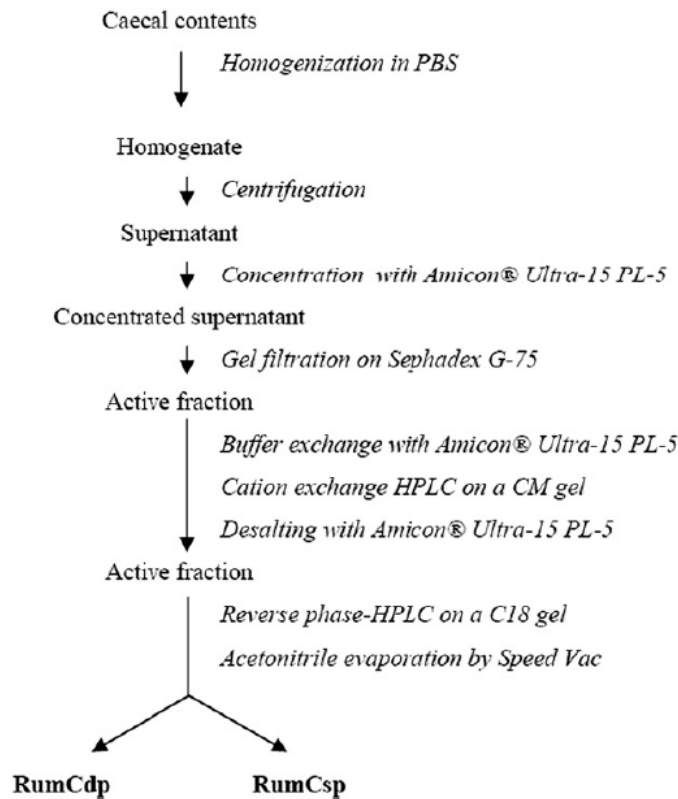 Caecal contents
Homogenization in PBS
Homogenate
Centrifugation
Supernatant
Concentration with Amicon® Ultra-15 PL-5
Concentrated supernatant
Gel filtration on Sephadex G-75
Active fraction
Buffer exchange with Amicon® Ultra-15 PL-5
Cation exchange HPLC on a CM gel
Desalting with Amicon® Ultra-15 PL-5
Active fraction
Reverse phase-HPLC on a C18 gel
Acetonitrile evaporation by Speed Vac
RumCdp
RumCsp